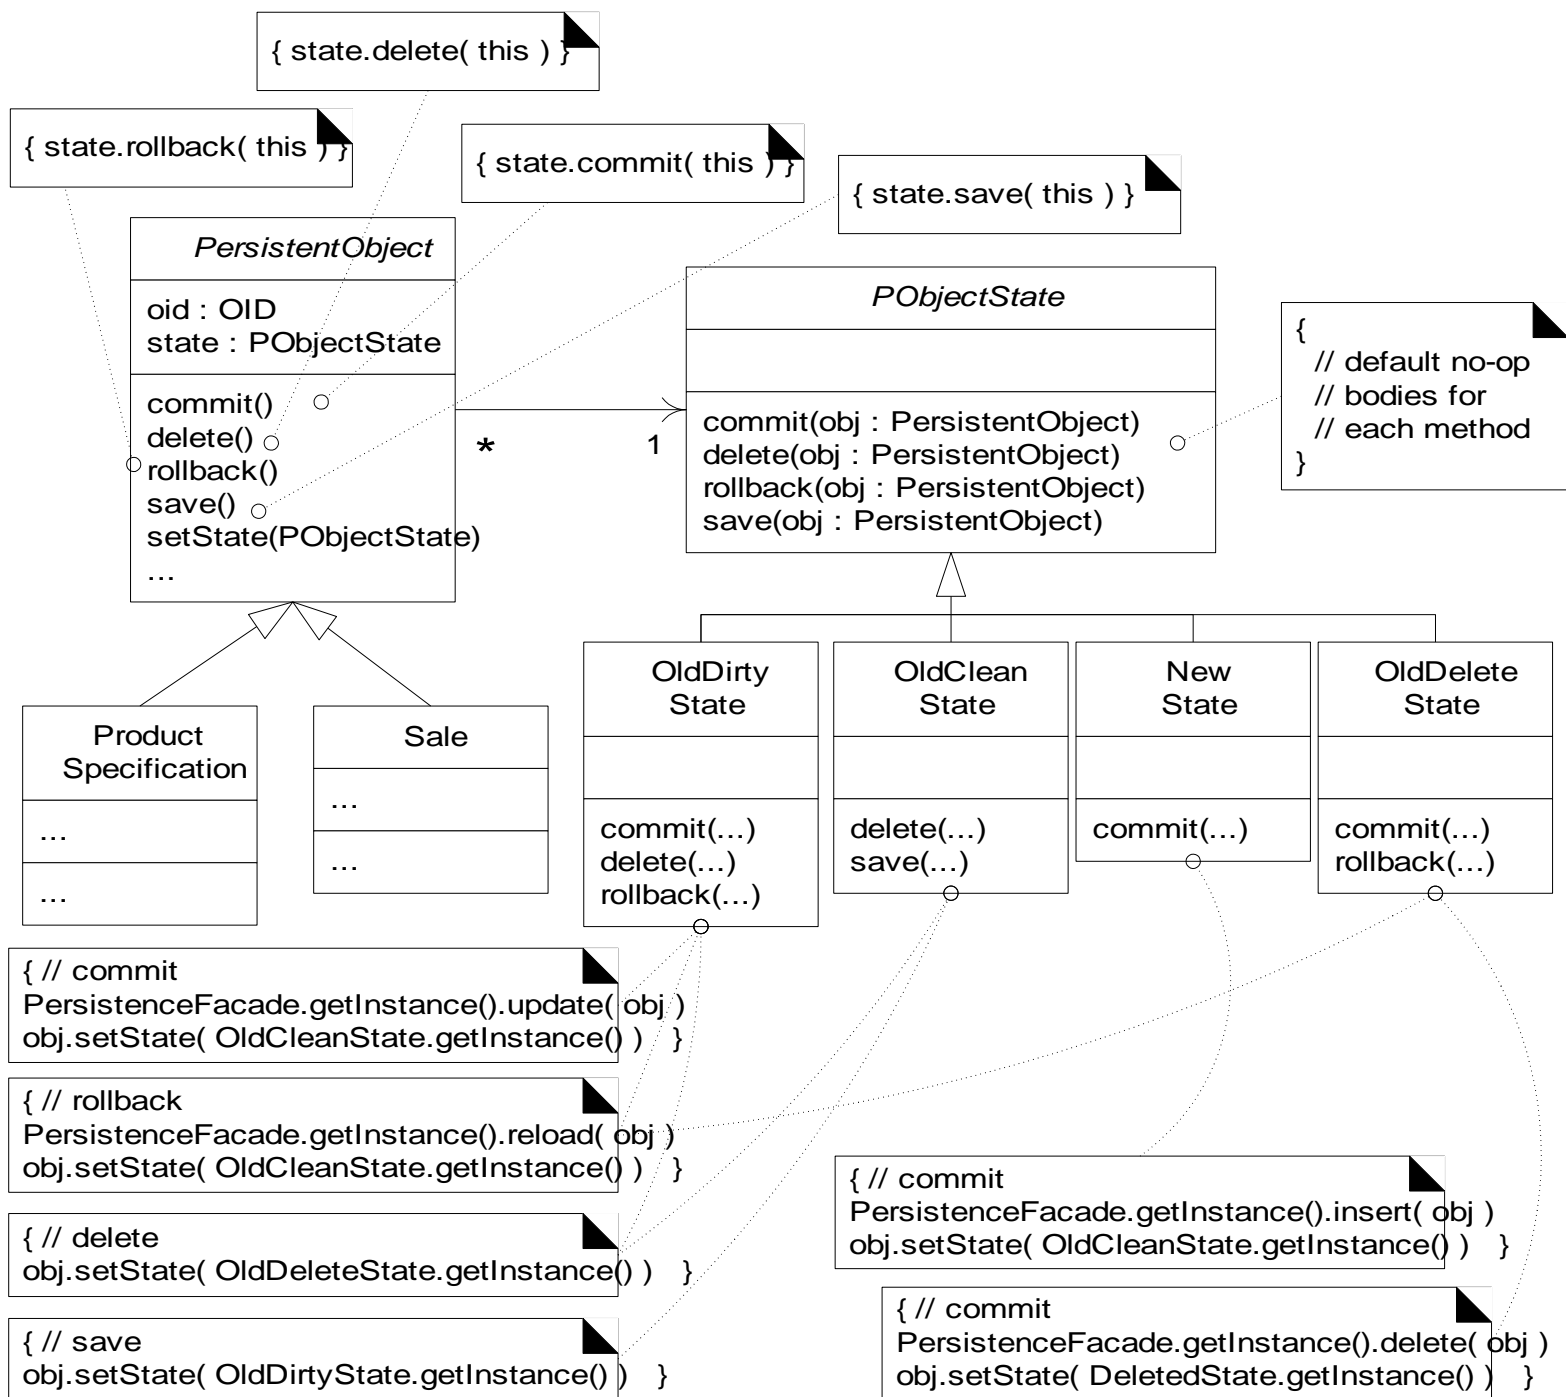 { state.delete( this ) }
{ state.rollback( this ) }
{ state.commit( this ) }
{ state.save( this ) }
PersistentObject
oid : OID
state : PObjectState
commit()
delete()
rollback()
save()
setState(PObjectState)
...
*
1
PObjectState
commit(obj : PersistentObject)
delete(obj : PersistentObject)
rollback(obj : PersistentObject)
save(obj : PersistentObject)
{
// default no-op
// bodies for
// each method
}
Product
Specification
...
...
Sale
...
...
OldDirty
State
commit(...)
delete(...)
rollback(...)
OldClean
State
delete(...)
save(...)
New
State
commit(...)
OldDelete
State
commit(...)
rollback(...)
{ // commit
PersistenceFacade.getInstance().update( obj )
obj.setState( OldCleanState.getInstance() ) }
{ // rollback
PersistenceFacade.getInstance().reload( obj )
obj.setState( OldCleanState.getInstance() ) }
{ // delete
obj.setState( OldDeleteState.getInstance() ) }
{ // save
obj.setState( OldDirtyState.getInstance() ) }
{ // commit
PersistenceFacade.getInstance().insert( obj )
obj.setState( OldCleanState.getInstance() ) }
{ // commit
PersistenceFacade.getInstance().delete( obj )
obj.setState( DeletedState.getInstance() ) }